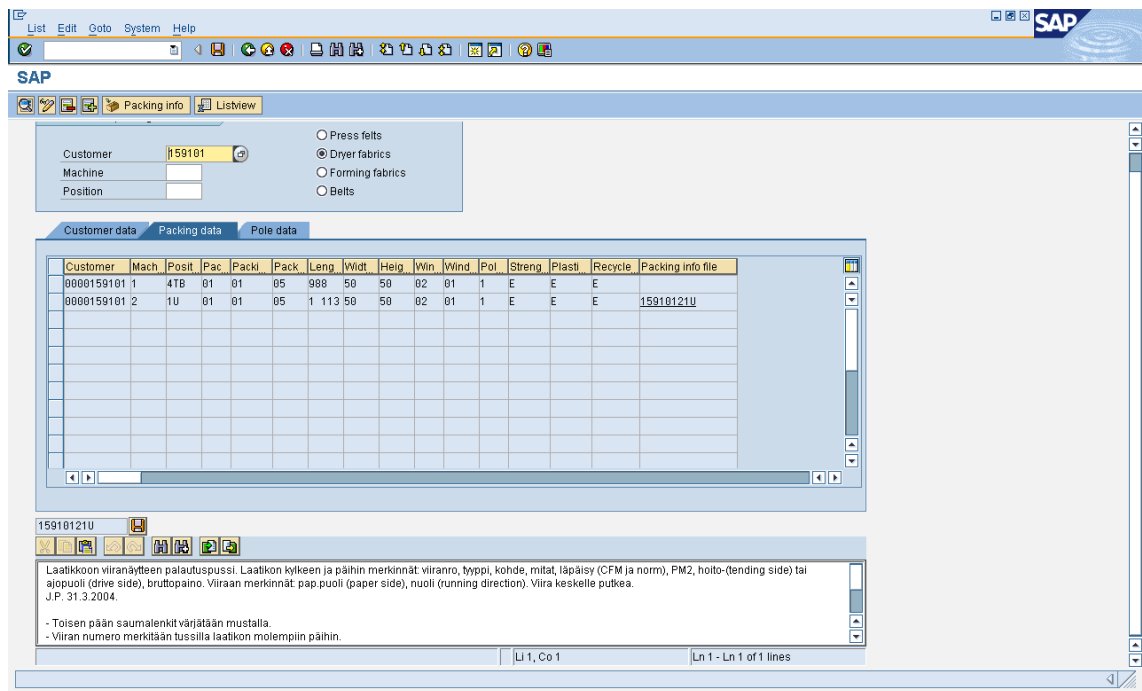 List Edit Goto System Help
SAP
SAP
Packing info Listview
Press felts
Customer 159101 Dryer fabrics
Machine Forming fabrics
Position Belts
Customer data Packing data Pole data
Customer Mach Posit Pac Packi Pack Leng Widt Heig Win Wind Pol Streng Plasti Recycle Packing info file
0000159101 1 4TB 01 01 05 988 50 50 02 01 1 E E E
0000159101 2 1U 01 01 05 1 113 50 50 02 01 1 E E E 15910121U
15910121U
Laatikkoon viiranäytteen palautuspussi. Laatikon kylkeen ja päihin merkinnät: viiranro, tyyppi, kohde, mitat, läpäisy (CFM ja norm), PM2, hoito-(tending side) tai
ajopuoli (drive side), bruttopaino. Viiraan merkinnät: pap.puoli (paper side), nuoli (running direction). Viira keskelle putkea.
J.P. 31.3.2004.
- Toisen pään saumalenkit värjätään mustalla.
- Viiran numero merkitään tussilla laatikon molempiin päihin.
Li 1, Co 1 Ln 1 - Ln 1 of 1 lines